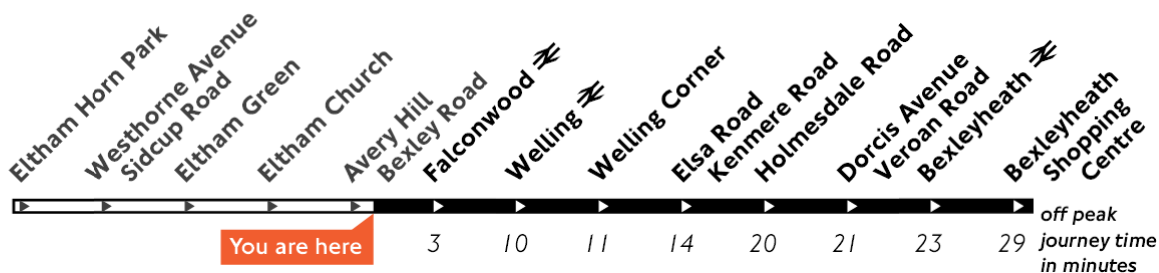 Eltham Horn Park
Westhorne Avenue
Sidcup Road
Eltham Green
Eltham Church
Avery Hill
Bexley Road
Falconwood
Welling
Welling Corner
Elsa Road
Kenmere Road
Holmesdale Road
Dorcis Avenue
Veroan Road
Bexleyheath
Bexleyheath
Shopping
Centre
You are here
3 10 11 14 20 21 23 29
off peak
journey time
in minutes